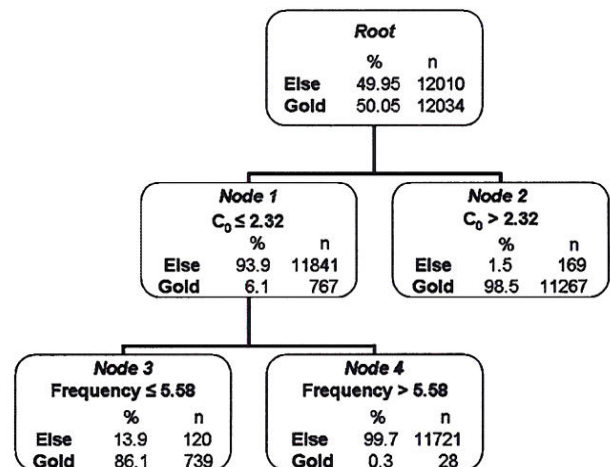 Root
% n
Else 49.95 12010
Gold 50.05 12034
Node 1
C₀ ≤ 2.32
% n
Else 93.9 11841
Gold 6.1 767
Node 2
C₀ > 2.32
% n
Else 1.5 169
Gold 98.5 11267
Node 3
Frequency ≤ 5.58
% n
Else 13.9 120
Gold 86.1 739
Node 4
Frequency > 5.58
% n
Else 99.7 11721
Gold 0.3 28